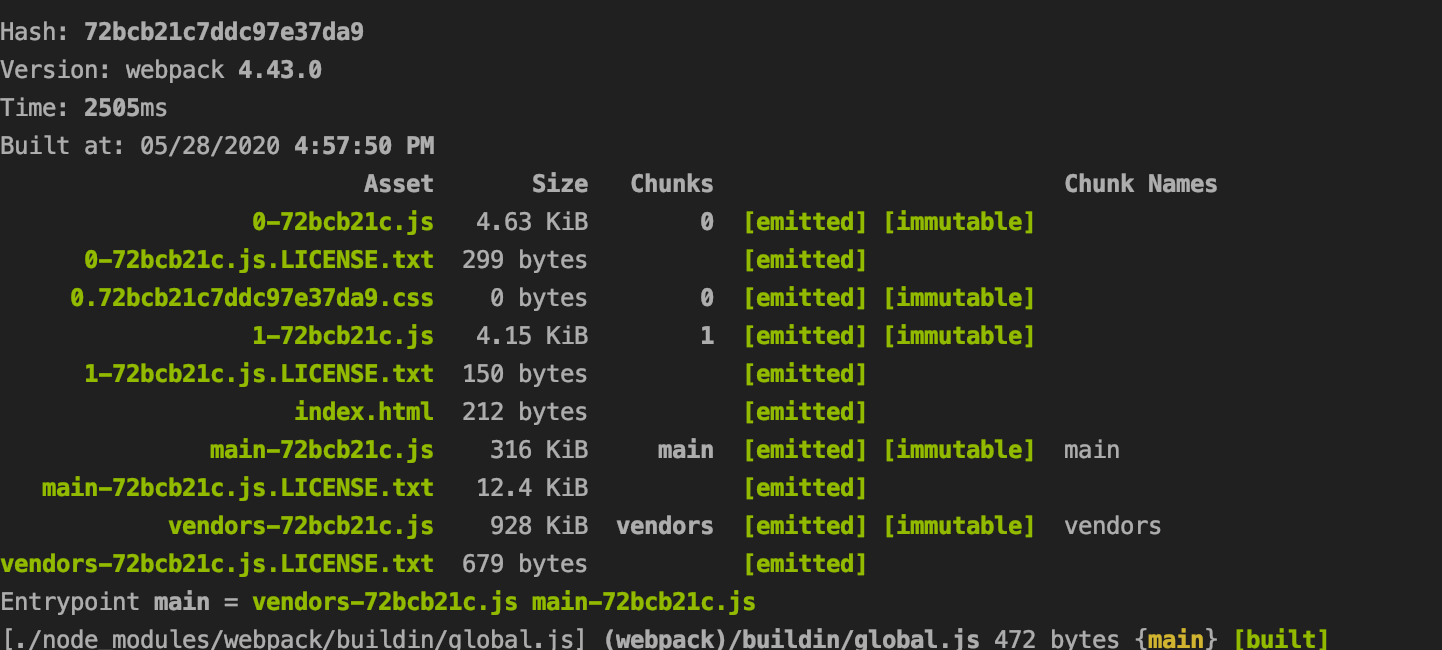 Hash: 72bcb21c7ddc97e37da9
Version: webpack 4.43.0
Time: 2505ms
Built at: 05/28/2020 4:57:50 PM
Asset Size Chunks Chunk Names
0-72bcb21c.js 4.63 KiB 0 [emitted] [immutable]
0-72bcb21c.js.LICENSE.txt 299 bytes [emitted]
0.72bcb21c7ddc97e37da9.css 0 bytes 0 [emitted] [immutable]
1-72bcb21c.js 4.15 KiB 1 [emitted] [immutable]
1-72bcb21c.js.LICENSE.txt 150 bytes [emitted]
index.html 212 bytes [emitted]
main-72bcb21c.js 316 KiB main [emitted] [immutable] main
main-72bcb21c.js.LICENSE.txt 12.4 KiB [emitted]
vendors-72bcb21c.js 928 KiB vendors [emitted] [immutable] vendors
vendors-72bcb21c.js.LICENSE.txt 679 bytes [emitted]
Entrypoint main = vendors-72bcb21c.js main-72bcb21c.js
[./node_modules/webpack/buildin/global.js] (webpack)/buildin/global.js 472 bytes {main} [built]